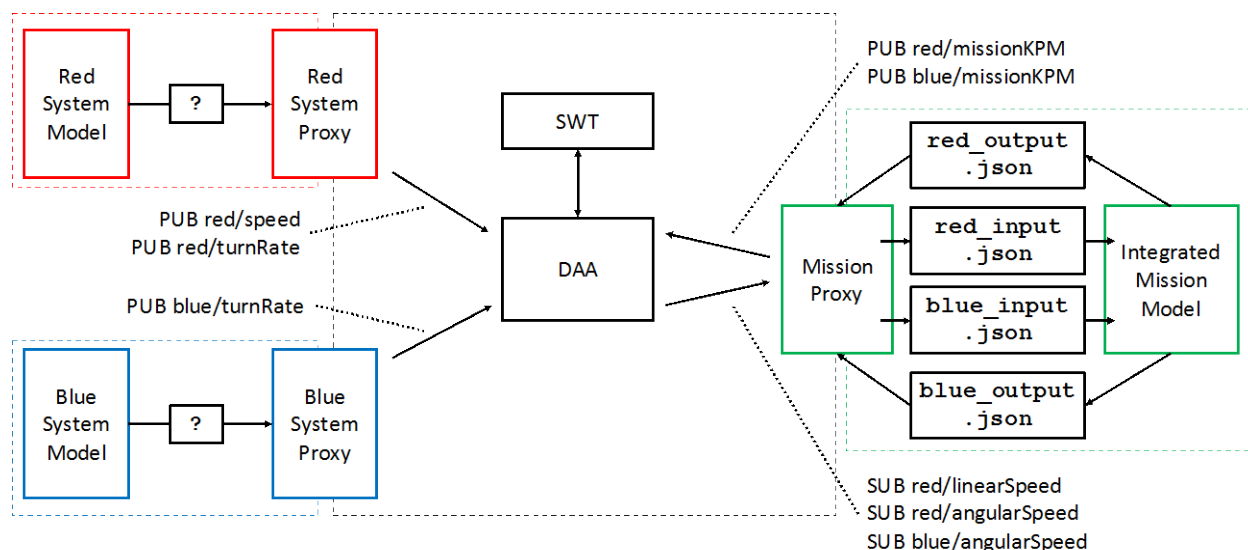 Red
System
Model
?
Red
System
Proxy
PUB red/speed
PUB red/turnRate
PUB blue/turnRate
Blue
System
Model
?
Blue
System
Proxy
SWT
DAA
PUB red/missionKPM
PUB blue/missionKPM
Mission
Proxy
red_output
.json
red_input
.json
blue_input
.json
blue_output
.json
Integrated
Mission
Model
SUB red/linearSpeed
SUB red/angularSpeed
SUB blue/angularSpeed